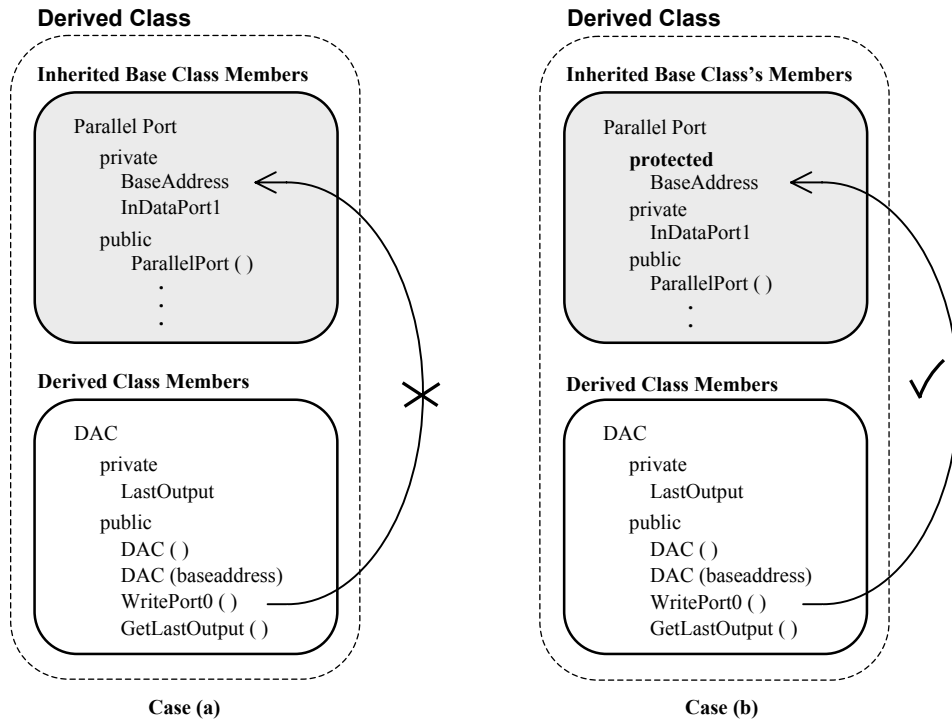 Derived Class
Inherited Base Class Members
Parallel Port
private
BaseAddress
InDataPort1
public
ParallelPort ( )
.
.
.
Derived Class Members
DAC
private
LastOutput
public
DAC ( )
DAC (baseaddress)
WritePort0 ( )
GetLastOutput ( )
Case (a)
Derived Class
Inherited Base Class's Members
Parallel Port
protected
BaseAddress
private
InDataPort1
public
ParallelPort ( )
.
.
Derived Class Members
DAC
private
LastOutput
public
DAC ( )
DAC (baseaddress)
WritePort0 ( )
GetLastOutput ( )
Case (b)